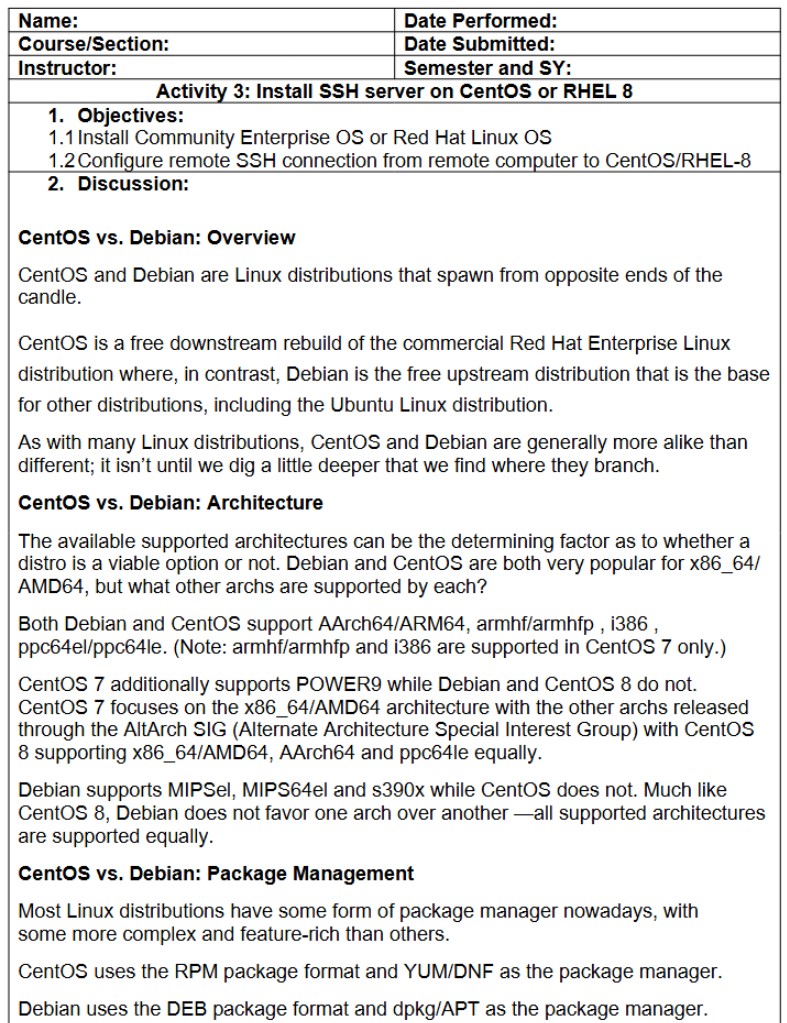 Name:
Date Performed:
Course/Section:
Date Submitted:
Instructor:
Semester and SY:
Activity 3: Install SSH server on CentOS or RHEL 8
1. Objectives:
1.1 Install Community Enterprise OS or Red Hat Linux OS
1.2 Configure remote SSH connection from remote computer to CentOS/RHEL-8
2. Discussion:
CentOS vs. Debian: Overview
CentOS and Debian are Linux distributions that spawn from opposite ends of the
candle.
CentOS is a free downstream rebuild of the commercial Red Hat Enterprise Linux
distribution where, in contrast, Debian is the free upstream distribution that is the base
for other distributions, including the Ubuntu Linux distribution.
As with many Linux distributions, CentOS and Debian are generally more alike than
different; it isn’t until we dig a little deeper that we find where they branch.
CentOS vs. Debian: Architecture
The available supported architectures can be the determining factor as to whether a
distro is a viable option or not. Debian and CentOS are both very popular for x86_64/
AMD64, but what other archs are supported by each?
Both Debian and CentOS support AArch64/ARM64, armhf/armhfp , i386 ,
ppc64el/ppc64le. (Note: armhf/armhfp and i386 are supported in CentOS 7 only.)
CentOS 7 additionally supports POWER9 while Debian and CentOS 8 do not.
CentOS 7 focuses on the x86_64/AMD64 architecture with the other archs released
through the AltArch SIG (Alternate Architecture Special Interest Group) with CentOS
8 supporting x86_64/AMD64, AArch64 and ppc64le equally.
Debian supports MIPSel, MIPS64el and s390x while CentOS does not. Much like
CentOS 8, Debian does not favor one arch over another —all supported architectures
are supported equally.
CentOS vs. Debian: Package Management
Most Linux distributions have some form of package manager nowadays, with
some more complex and feature-rich than others.
CentOS uses the RPM package format and YUM/DNF as the package manager.
Debian uses the DEB package format and dpkg/APT as the package manager.